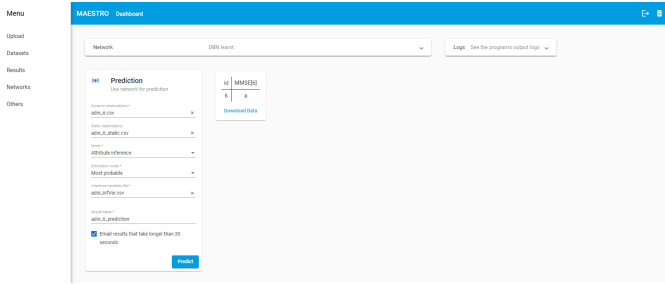 Menu
MAESTRO Dashboard
Upload
Datasets
Results
Networks
Others
Network DBN learnt
Logs See the program's output logs
Prediction
Use network for prediction
Dynamic observations *
adni_6.csv
Static observations
adni_6_static.csv
Mode *
Attribute inference
Estimation mode *
Most probable
Inference variables file *
adni_infVar.csv
Result name *
adni_6_prediction
Email results that take longer than 30
seconds
Predict
id MMSE[6]
6 a
Download Data